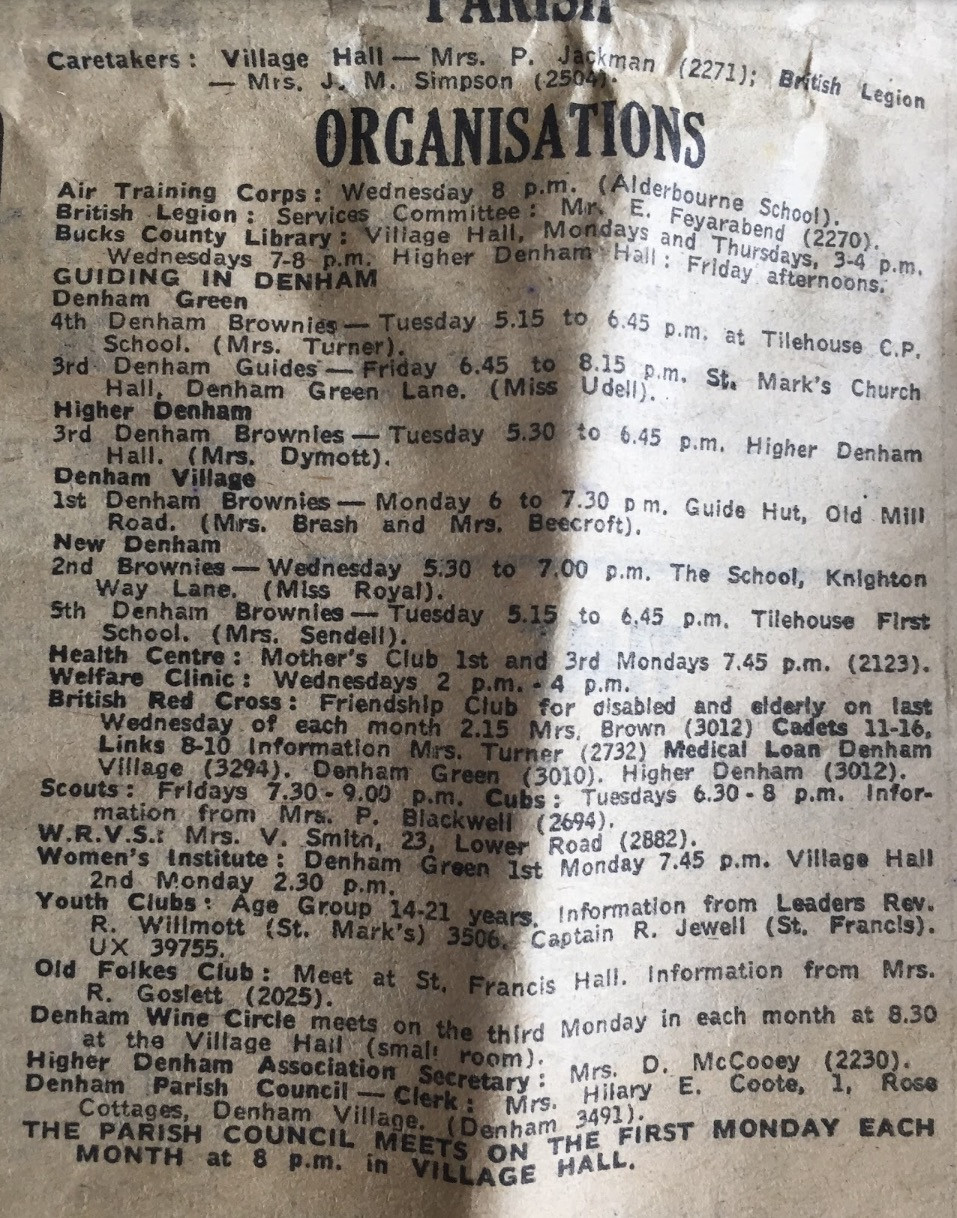 PARISH
Caretakers: Village Hall — Mrs. P. Jackman (2271); British Legion
— Mrs. J. M. Simpson (2504).
ORGANISATIONS
Air Training Corps: Wednesday 8 p.m. (Alderbourne School).
British Legion: Services Committee: Mr. E. Feyarabend (2270).
Bucks County Library: Village Hall, Mondays and Thursdays, 3-4 p.m.
Wednesdays 7-8 p.m. Higher Denham Hall: Friday afternoons.
GUIDING IN DENHAM
Denham Green
4th Denham Brownies — Tuesday 5.15 to 6.45 p.m. at Tilehouse C.P.
School. (Mrs. Turner).
3rd Denham Guides — Friday 6.45 to 8.15 p.m. St. Mark's Church
Hall, Denham Green Lane. (Miss Udell).
Higher Denham
3rd Denham Brownies — Tuesday 5.30 to 6.45 p.m. Higher Denham
Hall. (Mrs. Dymott).
Denham Village
1st Denham Brownies — Monday 6 to 7.30 p m. Guide Hut, Old Mill
Road. (Mrs. Brash and Mrs. Beecroft).
New Denham
2nd Brownies — Wednesday 5.30 to 7.00 p.m. The School, Knighton
Way Lane. (Miss Royal).
5th Denham Brownies — Tuesday 5.15 to 6.45 p.m. Tilehouse First
School. (Mrs. Sendell).
Health Centre: Mother's Club 1st and 3rd Mondays 7.45 p.m. (2123).
Welfare Clinic: Wednesdays 2 p.m. - 4 p.m.
British Red Cross: Friendship Club for disabled and elderly on last
Wednesday of each month 2.15 Mrs. Brown (3012) Cadets 11-16,
Links 8-10 Information Mrs. Turner (2732) Medical Loan Denham
Village (3294). Denham Green (3010). Higher Denham (3012).
Scouts: Fridays 7.30 - 9.00 p.m. Cubs: Tuesdays 6.30 - 8 p.m. Infor-
mation from Mrs. P. Blackwell (2694).
W.R.V.S.: Mrs. V. Smith, 23, Lower Road (2882).
Women's Institute: Denham Green 1st Monday 7.45 p.m. Village Hall
2nd Monday 2.30 p.m.
Youth Clubs: Age Group 14-21 years. Information from Leaders Rev.
R. Willmott (St. Mark's) 3506. Captain R. Jewell (St. Francis).
UX 39755.
Old Folkes Club: Meet at St. Francis Hall. Information from Mrs.
R. Goslett (2025).
Denham Wine Circle meets on the third Monday in each month at 8.30
at the Village Hall (small room).
Higher Denham Association Secretary: Mrs. D. McCooey (2230).
Denham Parish Council — Clerk: Mrs. Hilary E. Coote, 1, Rose
Cottages, Denham Village. (Denham 3491).
THE PARISH COUNCIL MEETS ON THE FIRST MONDAY EACH
MONTH at 8 p.m. in VILLAGE HALL.